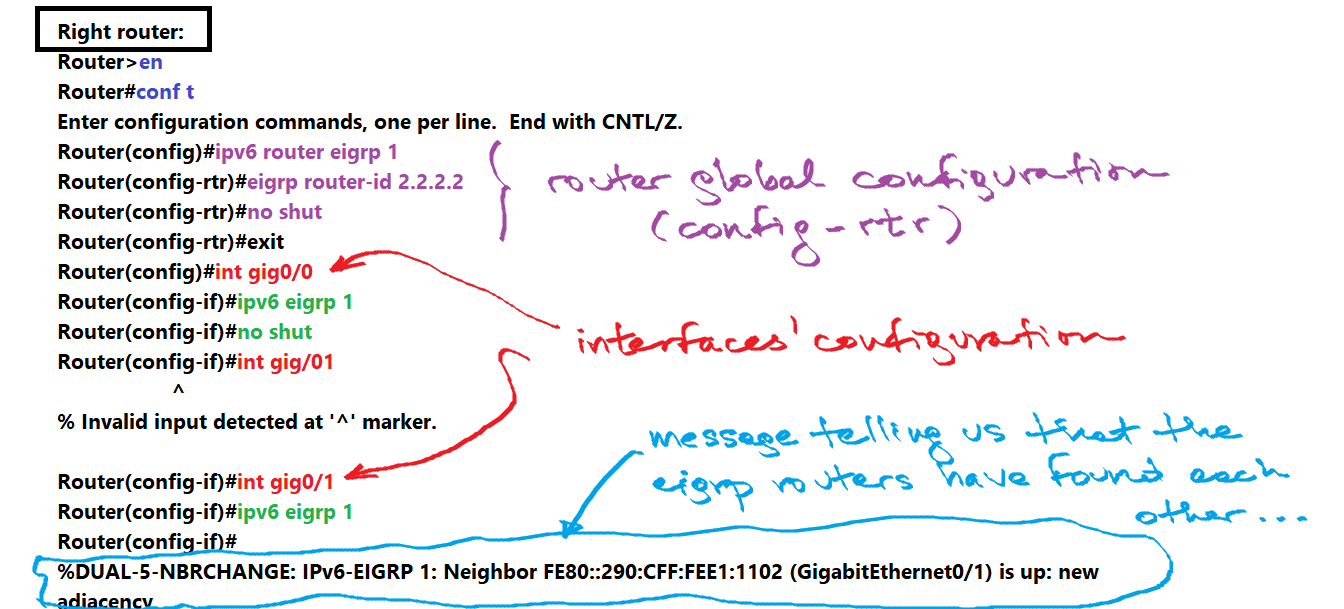 Right router:
Router>en
Router#conf t
Enter configuration commands, one per line.  End with CNTL/Z.
Router(config)#ipv6 router eigrp 1
Router(config-rtr)#eigrp router-id 2.2.2.2
Router(config-rtr)#no shut
router global configuration
(config-rtr)
Router(config-rtr)#exit
Router(config)#int gig0/0
Router(config-if)#ipv6 eigrp 1
Router(config-if)#no shut
interfaces' configuration
Router(config-if)#int gig/01
^
% Invalid input detected at '^' marker.
message telling us that the
eigrp routers have found each
other...
Router(config-if)#int gig0/1
Router(config-if)#ipv6 eigrp 1
Router(config-if)#
%DUAL-5-NBRCHANGE: IPv6-EIGRP 1: Neighbor FE80::290:CFF:FEE1:1102 (GigabitEthernet0/1) is up: new
adjacency